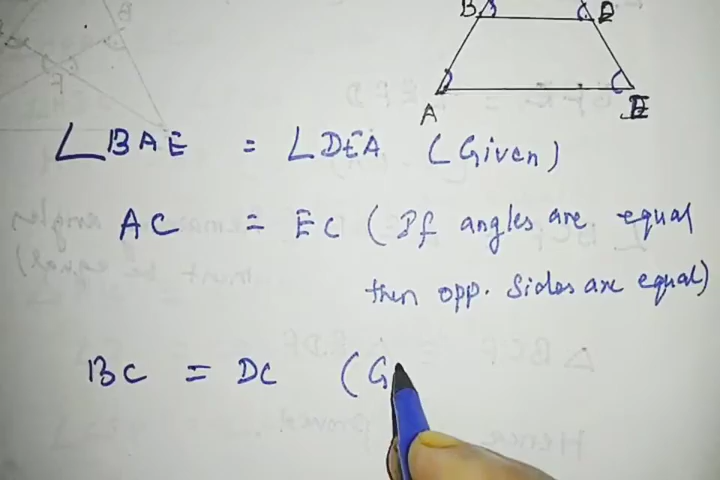 B D
A E
∠BAE = ∠DEA (Given)
AC = EC (If angles are equal
then opp. Sides are equal)
BC = DC (G